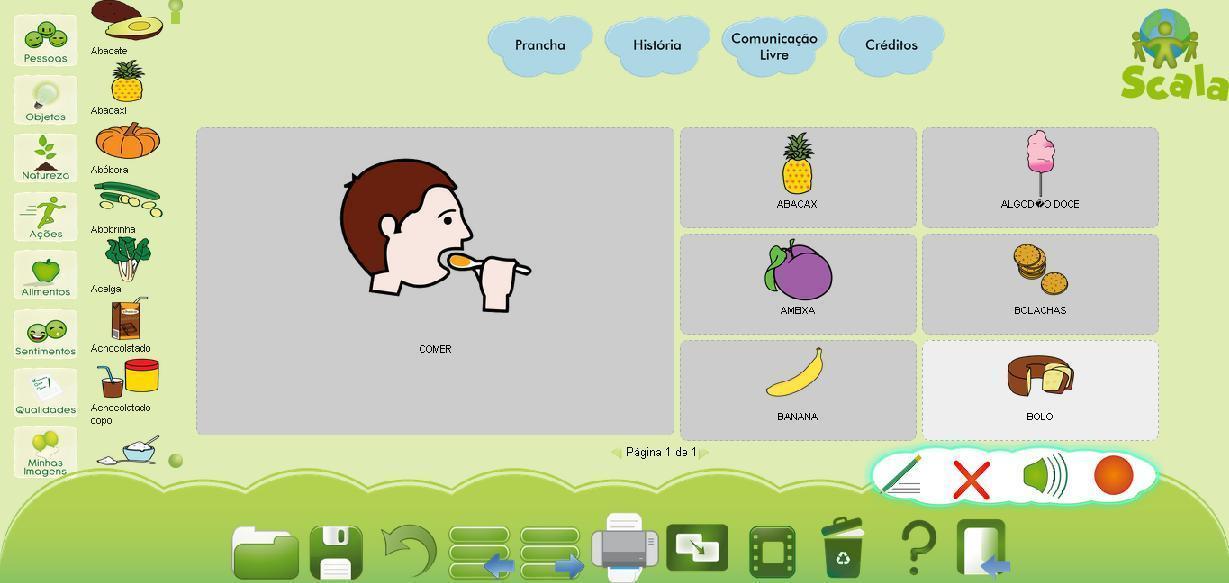 Prancha
História
Comunicação
Livre
Créditos
Scala
Pessoas
Objetos
Natureza
Ações
Alimentos
Sentimentos
Qualidades
Minhas
Imagens
Abacate
Abacaxi
Abóbora
Abobrinha
Acelga
Achocolatado
Achocolatado
copo
COMER
ABACAX
ALGOD�O DOCE
AMEIXA
BOLACHAS
BANANA
BOLO
Página 1 de 1